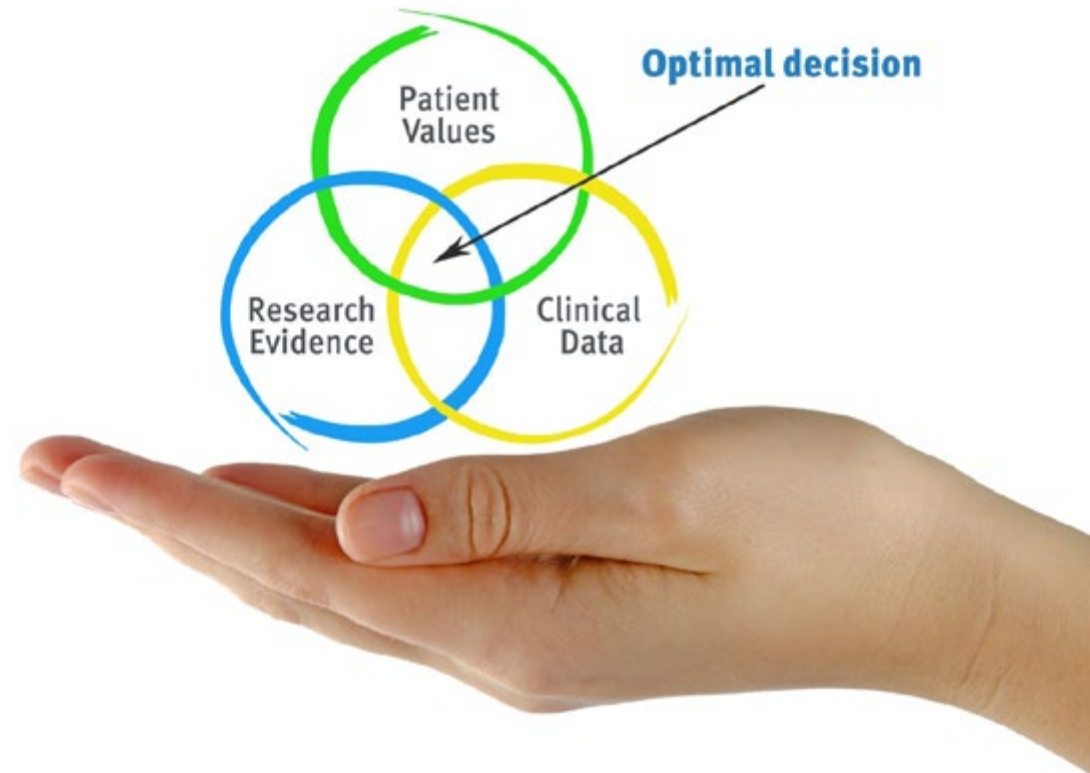 Optimal decision
Patient
Values
Research
Evidence
Clinical
Data